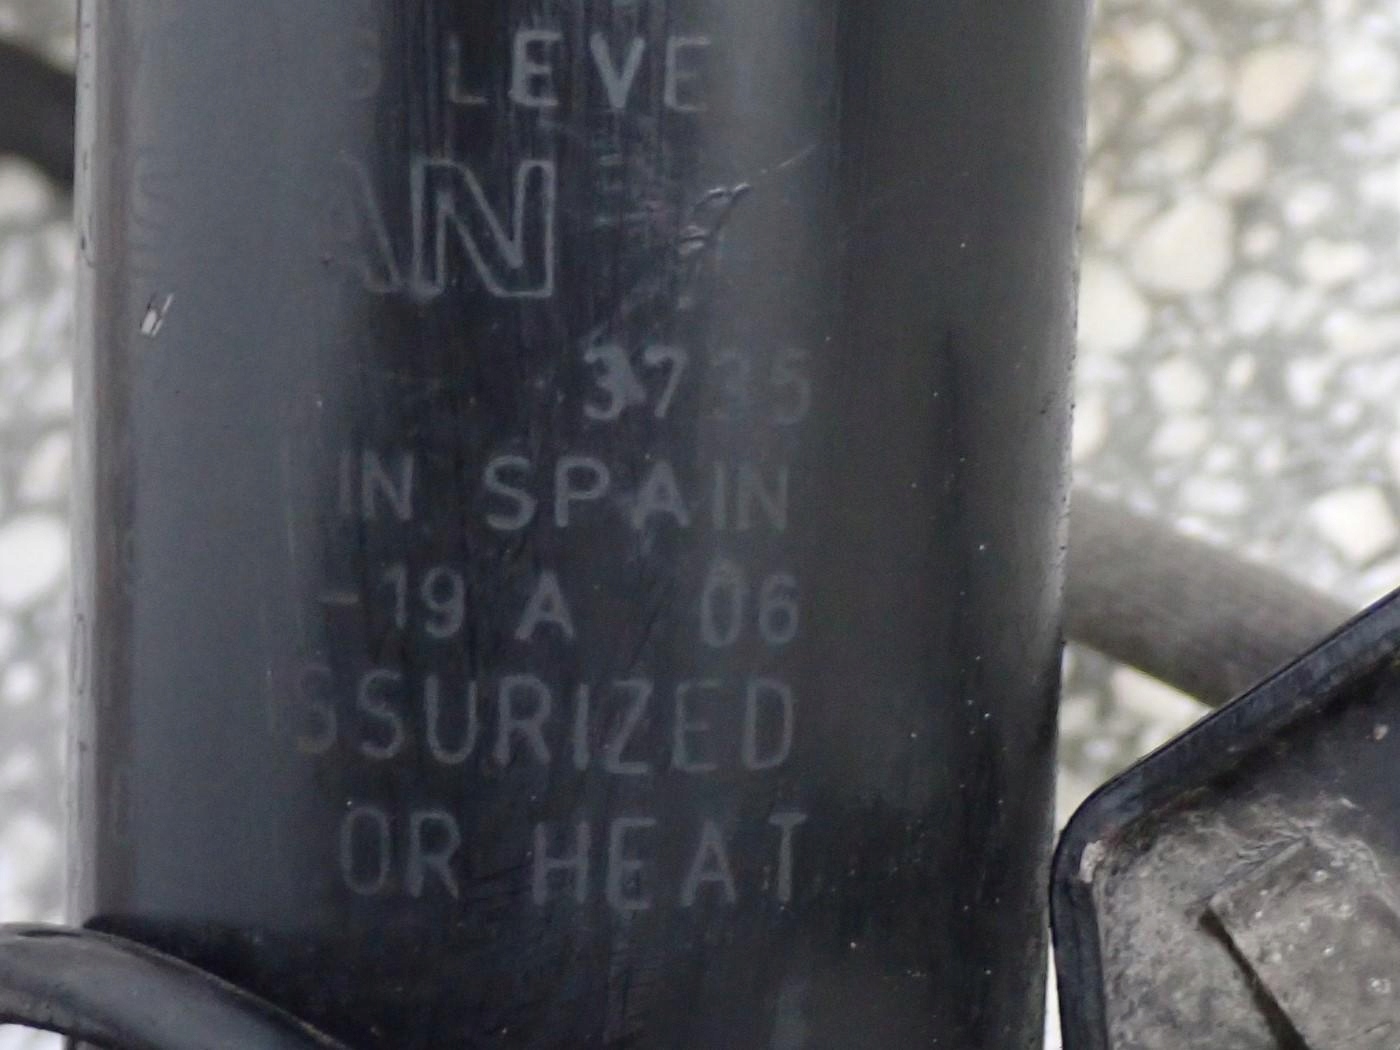 G LEVE
AN
3735
IN SPAIN
-19 A 06
SSURIZED
OR HEAT